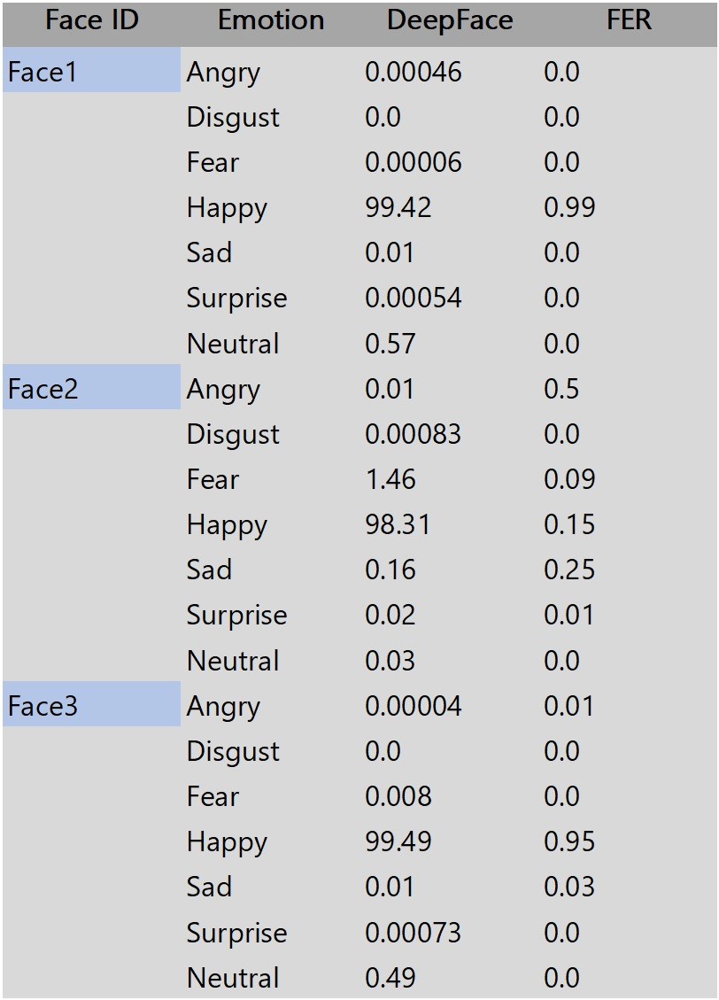 Face ID Emotion DeepFace FER
Face1 Angry 0.00046 0.0
Disgust 0.0 0.0
Fear 0.00006 0.0
Happy 99.42 0.99
Sad 0.01 0.0
Surprise 0.00054 0.0
Neutral 0.57 0.0
Face2 Angry 0.01 0.5
Disgust 0.00083 0.0
Fear 1.46 0.09
Happy 98.31 0.15
Sad 0.16 0.25
Surprise 0.02 0.01
Neutral 0.03 0.0
Face3 Angry 0.00004 0.01
Disgust 0.0 0.0
Fear 0.008 0.0
Happy 99.49 0.95
Sad 0.01 0.03
Surprise 0.00073 0.0
Neutral 0.49 0.0